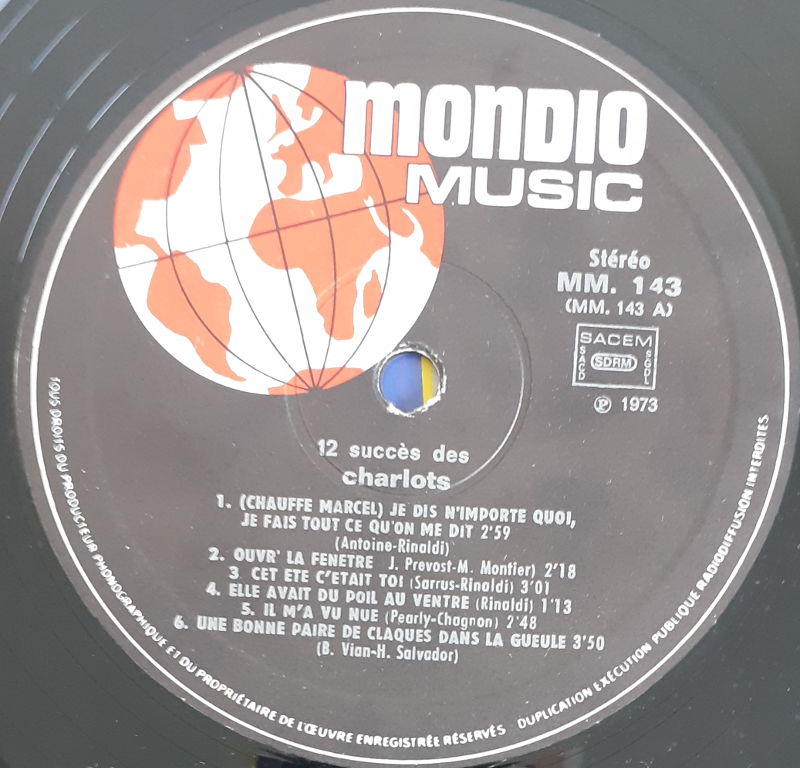 MONDIO
MUSIC
Stéréo
MM. 143
(MM. 143 A)
SACEM
SACD
SDRM
SGDL
℗ 1973
12 succès des
charlots
1. (CHAUFFE MARCEL) JE DIS N'IMPORTE QUOI,
JE FAIS TOUT CE QU'ON ME DIT 2'59
(Antoine-Rinaldi)
2. OUVR' LA FENETRE J. Prevost-M. Montier) 2'18
3. CET ETE C'ETAIT TOI (Sarrus-Rinaldi) 3'01
4. ELLE AVAIT DU POIL AU VENTRE (Rinaldi) 1'13
5. IL M'A VU NUE (Pearly-Chagnon) 2'48
6. UNE BONNE PAIRE DE CLAQUES DANS LA GUEULE 3'50
(B. Vian-H. Salvador)
TOUS DROITS DU PRODUCTEUR PHONOGRAPHIQUE ET DU PROPRIÉTAIRE DE L'ŒUVRE ENREGISTRÉE RÉSERVÉS DUPLICATION EXÉCUTION PUBLIQUE RADIODIFFUSION INTERDITES